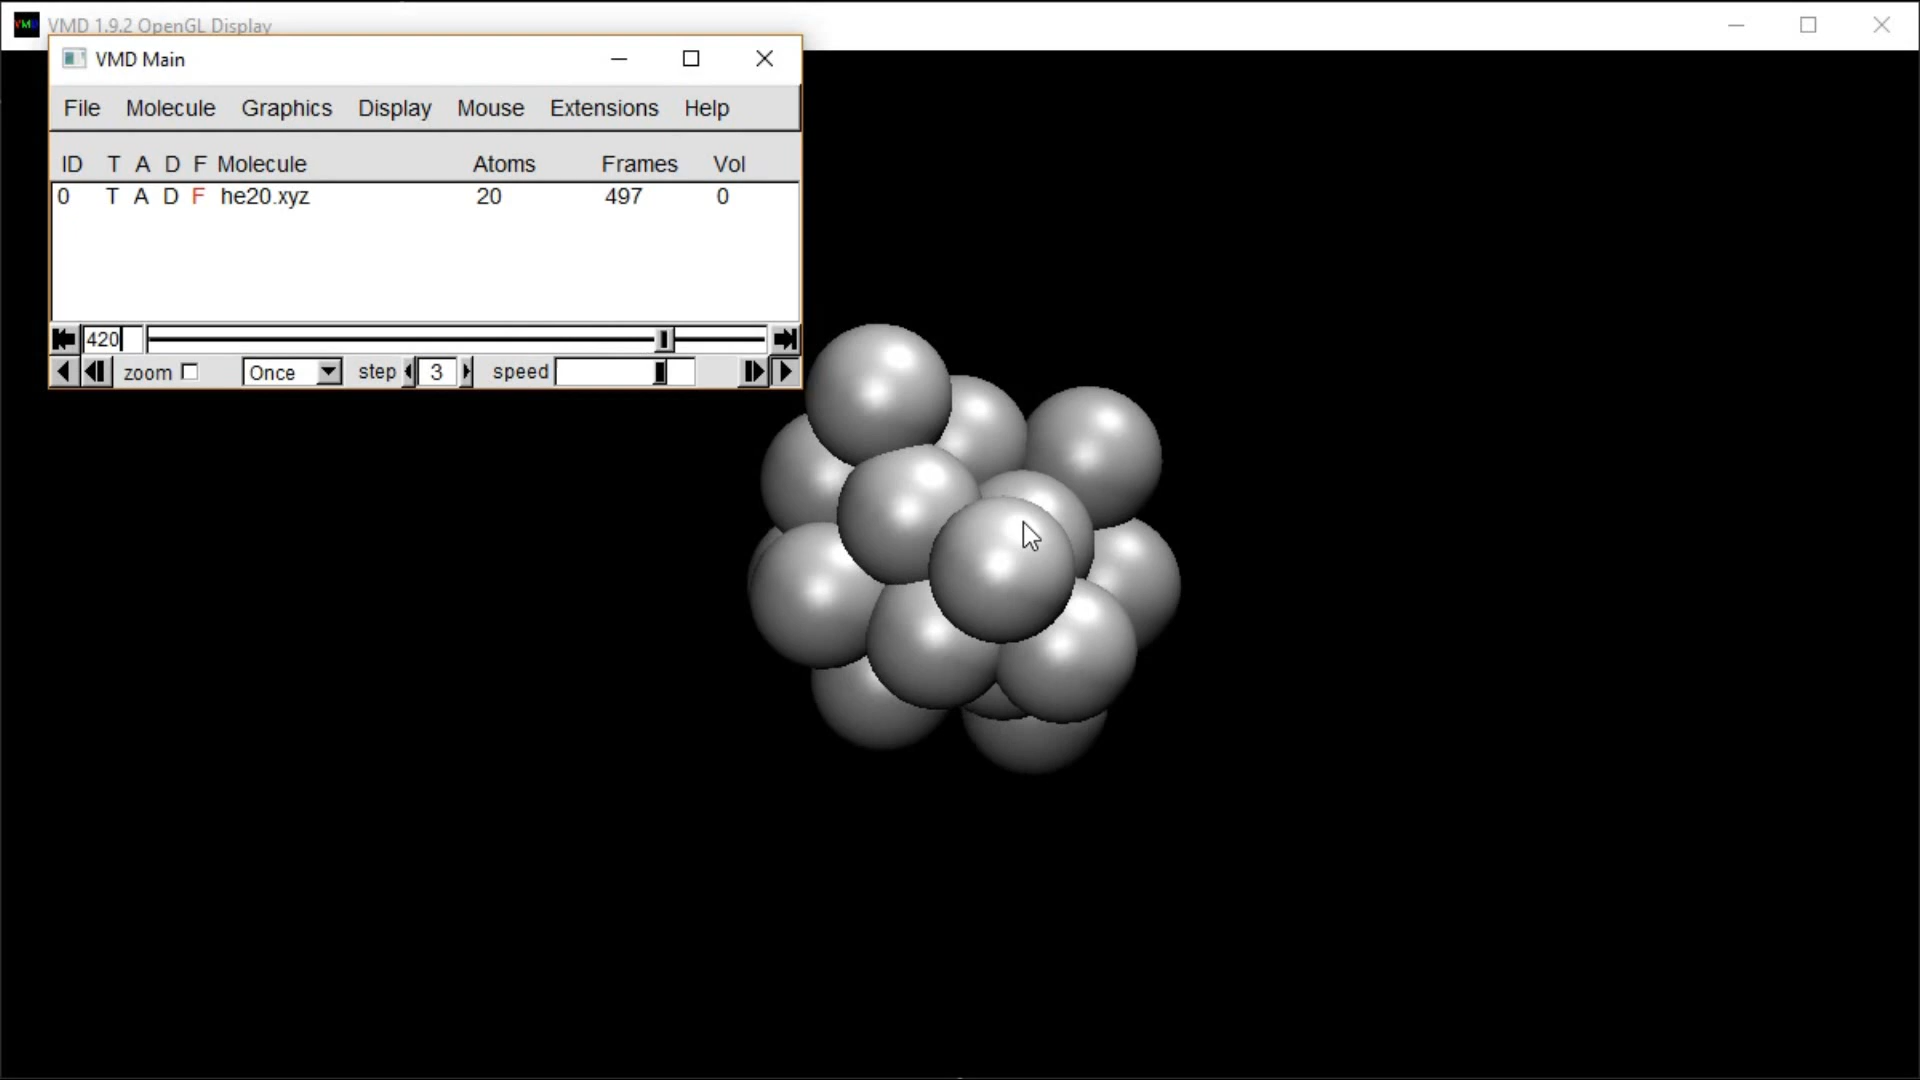 VMD 1.9.2 OpenGL Display
VMD Main
File Molecule Graphics Display Mouse Extensions Help
ID T A D F Molecule Atoms Frames Vol
0 T A D F he20.xyz 20 497 0
420
zoom Once step 3 speed